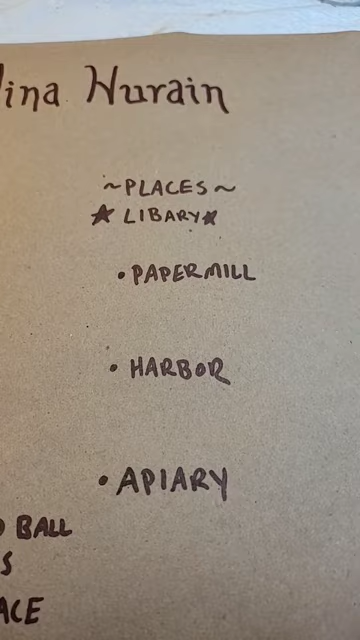 ina Hurain
~PLACES~
★ LIBARY ★
• PAPERMILL
• HARBOR
• APIARY
BALL
S
ACE